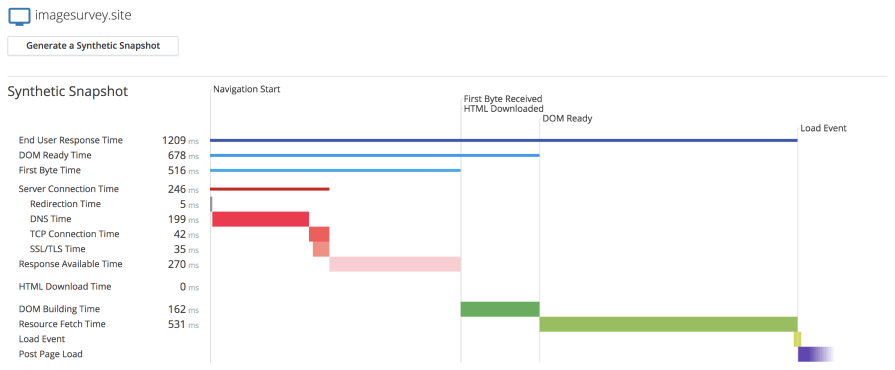 imagesurvey.site
Generate a Synthetic Snapshot
Synthetic Snapshot
Navigation Start
First Byte Received
HTML Downloaded
DOM Ready
Load Event
End User Response Time 1209 ms
DOM Ready Time 678 ms
First Byte Time 516 ms
Server Connection Time 246 ms
Redirection Time 5 ms
DNS Time 199 ms
TCP Connection Time 42 ms
SSL/TLS Time 35 ms
Response Available Time 270 ms
HTML Download Time 0 ms
DOM Building Time 162 ms
Resource Fetch Time 531 ms
Load Event
Post Page Load